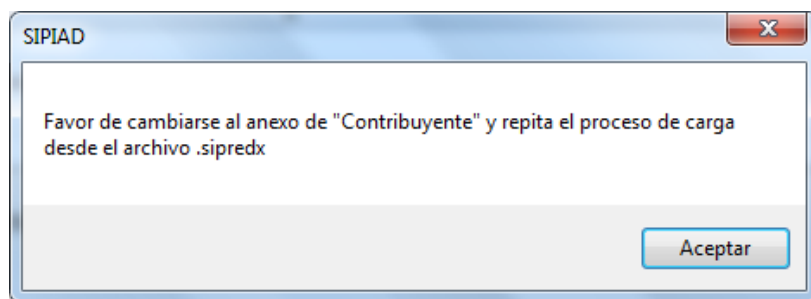 SIPIAD
Favor de cambiarse al anexo de "Contribuyente" y repita el proceso de carga
desde el archivo .sipredx
Aceptar